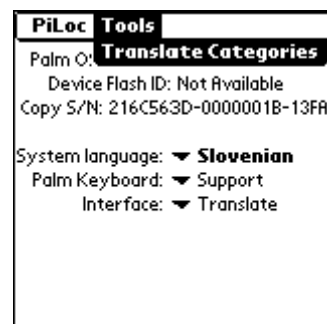 PiLoc Tools
Translate Categories
Palm O
Device Flash ID: Not Available
Copy S/N: 216C563D-0000001B-13FA
System language: Slovenian
Palm Keyboard: Support
Interface: Translate